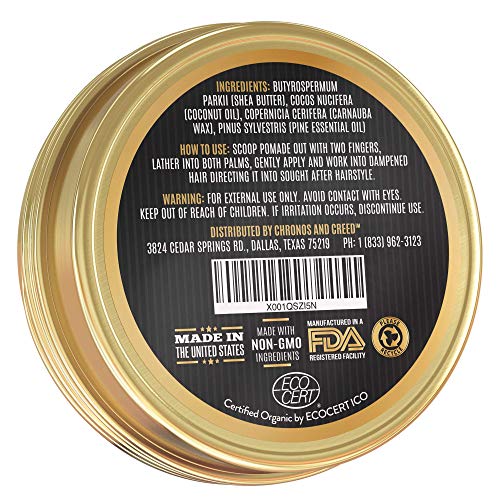 INGREDIENTS: BUTYROSPERMUM
PARKII (SHEA BUTTER), COCOS NUCIFERA
(COCONUT OIL), COPERNICIA CERIFERA (CARNAUBA
WAX), PINUS SYLVESTRIS (PINE ESSENTIAL OIL)
HOW TO USE: SCOOP POMADE OUT WITH TWO FINGERS,
LATHER INTO BOTH PALMS, GENTLY APPLY AND WORK INTO DAMPENED
HAIR DIRECTING IT INTO SOUGHT AFTER HAIRSTYLE.
WARNING: FOR EXTERNAL USE ONLY. AVOID CONTACT WITH EYES.
KEEP OUT OF REACH OF CHILDREN. IF IRRITATION OCCURS, DISCONTINUE USE.
DISTRIBUTED BY CHRONOS AND CREED™
3824 CEDAR SPRINGS RD., DALLAS, TEXAS 75219 PH: 1 (833) 962-3123
X001QSZI5N
MADE IN
THE UNITED STATES
MADE WITH
NON-GMO
INGREDIENTS
MANUFACTURED IN A
FDA
REGISTERED FACILITY
PLEASE
RECYCLE
ECO
CERT
Certified Organic by ECOCERT ICO